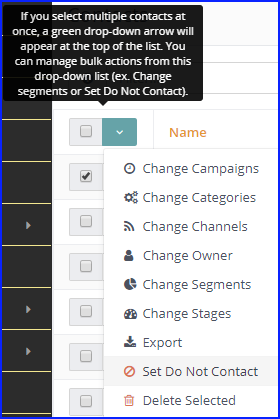 If you select multiple contacts at
once, a green drop-down arrow will
appear at the top of the list. You
can manage bulk actions from this
drop-down list (ex. Change
segments or Set Do Not Contact).
Name
Change Campaigns
Change Categories
Change Channels
Change Owner
Change Segments
Change Stages
Export
Set Do Not Contact
Delete Selected